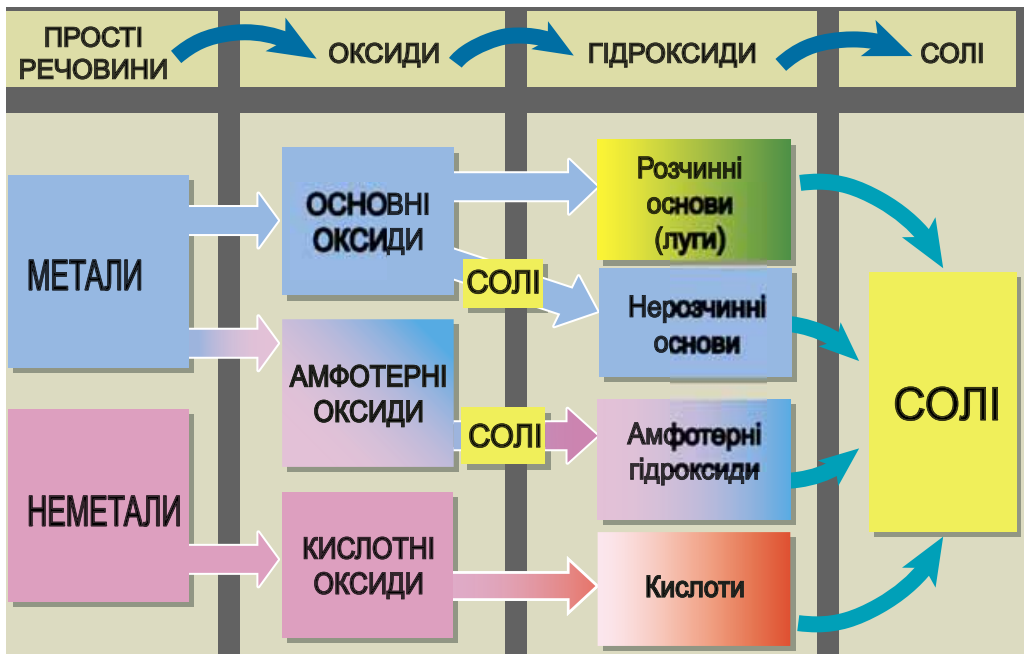 ПРОСТІ
РЕЧОВИНИ
ОКСИДИ
ГІДРОКСИДИ
СОЛІ
МЕТАЛИ
НЕМЕТАЛИ
ОСНОВНІ
ОКСИДИ
СОЛІ
АМФОТЕРНІ
ОКСИДИ
СОЛІ
КИСЛОТНІ
ОКСИДИ
Розчинні
основи
(луги)
Нерозчинні
основи
Амфотерні
гідроксиди
Кислоти
СОЛІ